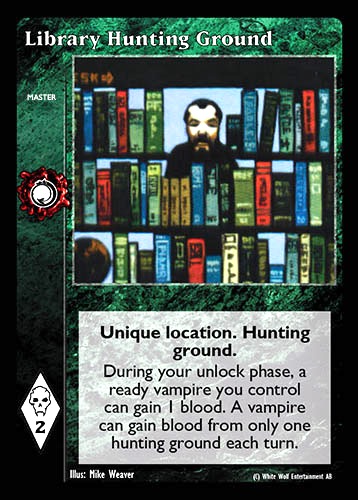 Library Hunting Ground
MASTER
Unique location. Hunting
ground.
During your unlock phase, a
ready vampire you control
can gain 1 blood. A vampire
can gain blood from only one
hunting ground each turn.
2
Illus: Mike Weaver
(C) White Wolf Entertainment AB